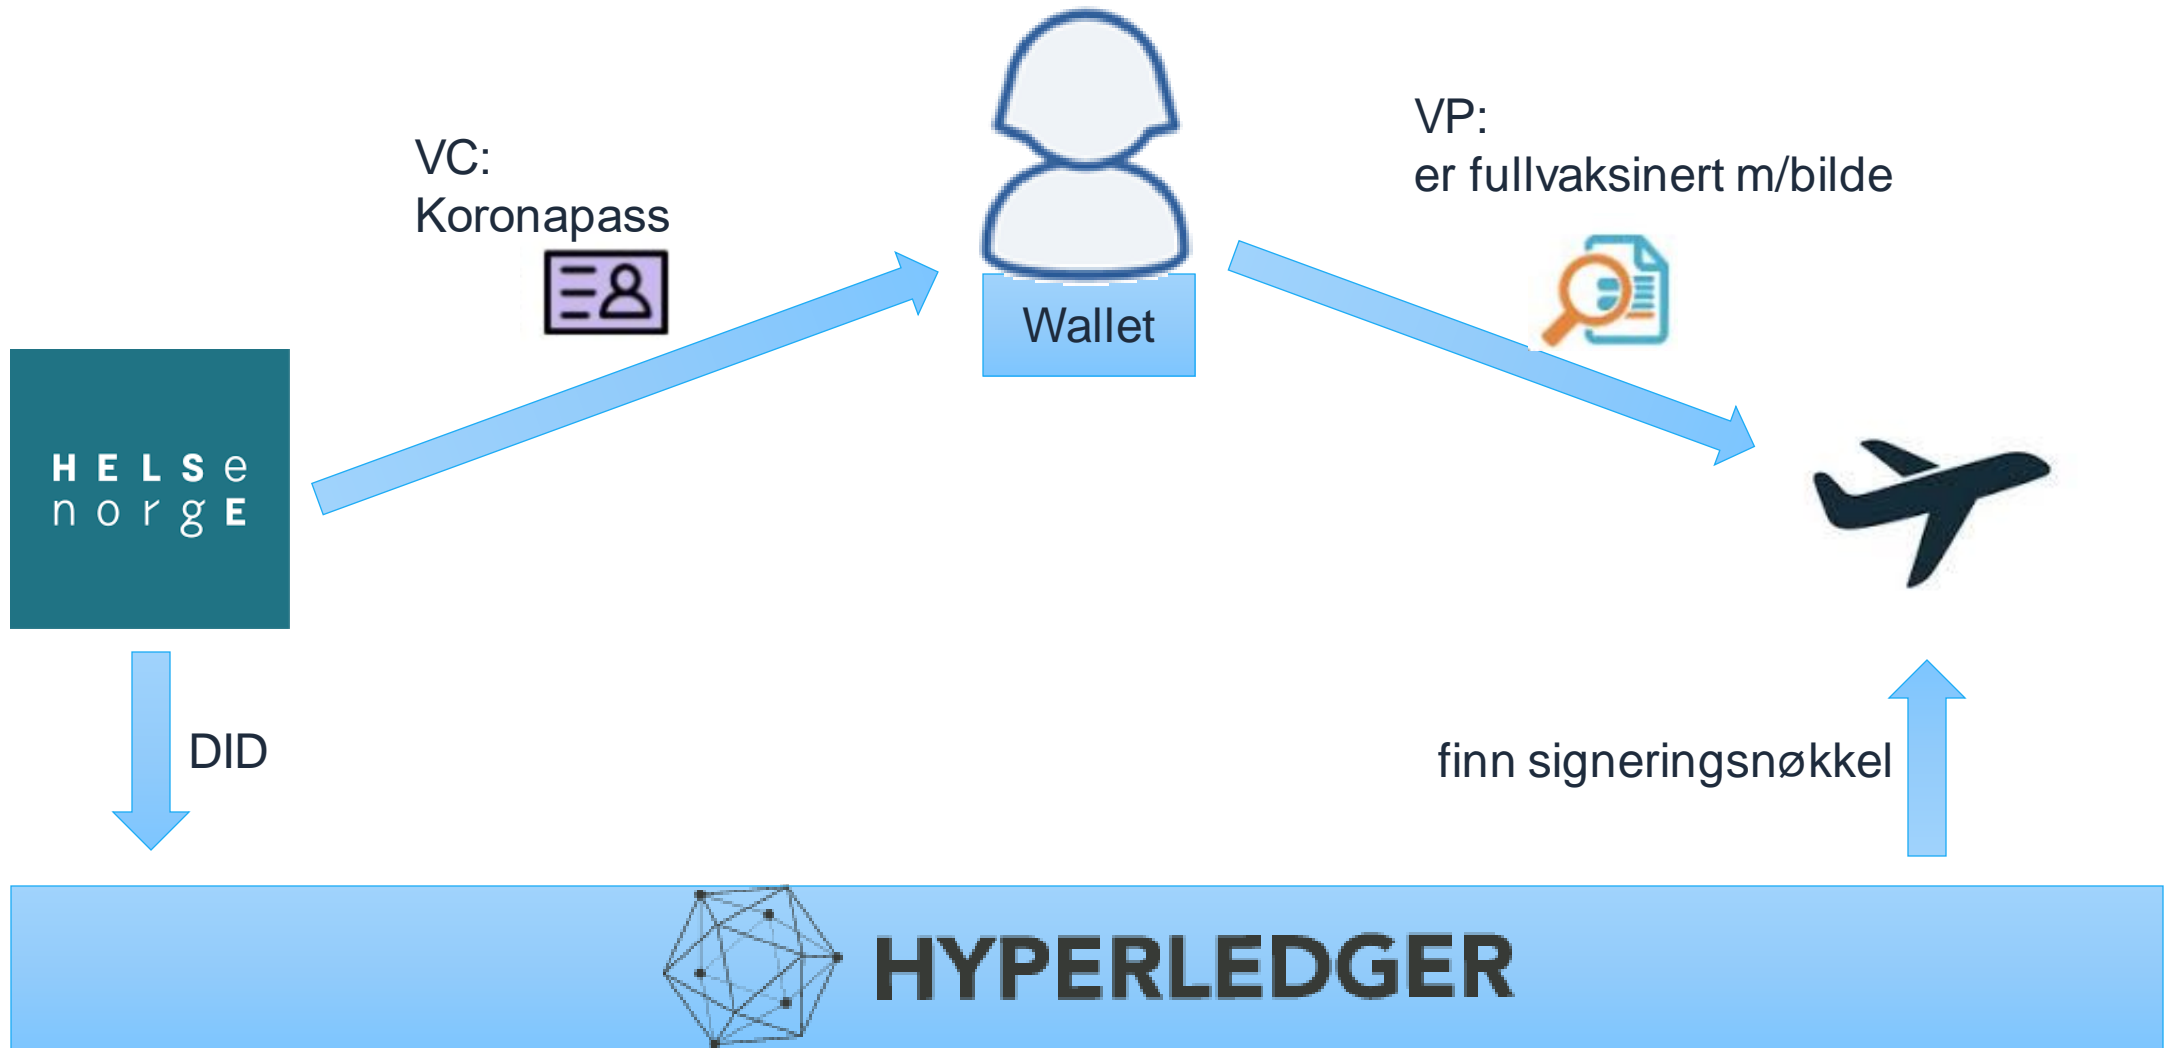 VC:
Koronapass
VP:
er fullvaksinert m/bilde
Wallet
HELSe
norgE
DID
finn signeringsnøkkel
HYPERLEDGER